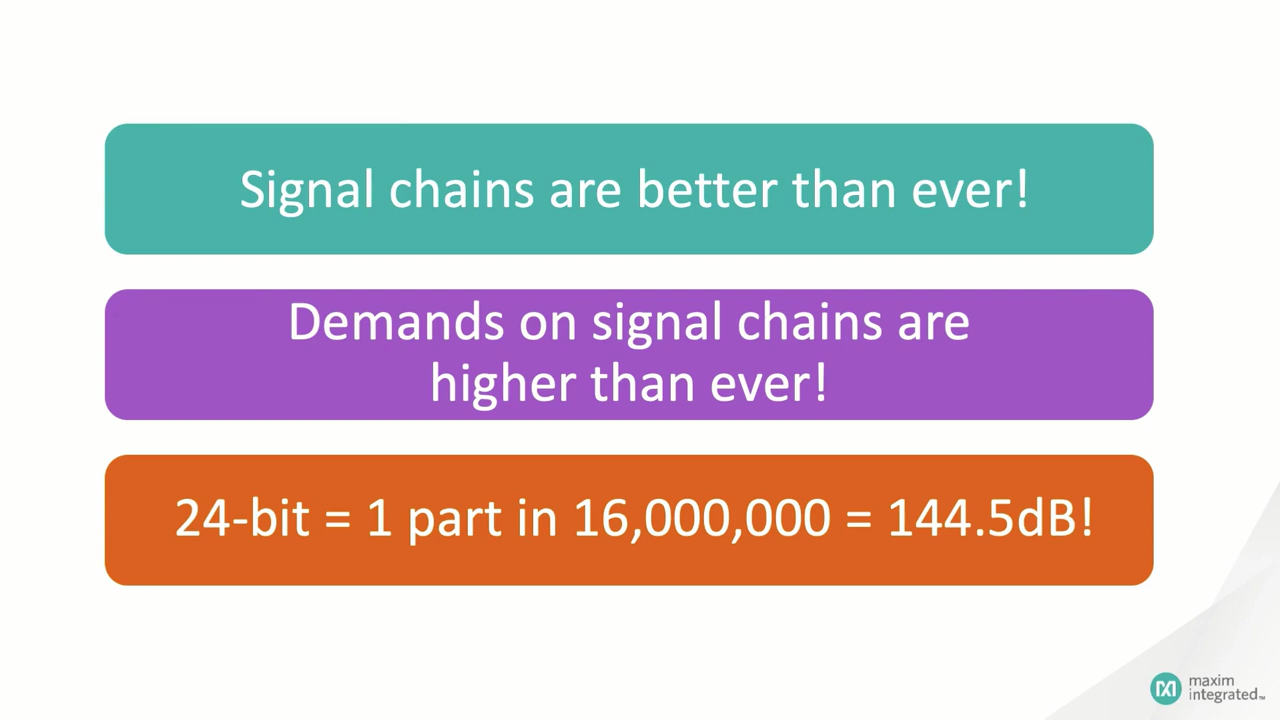 Signal chains are better than ever!
Demands on signal chains are
higher than ever!
24-bit = 1 part in 16,000,000 = 144.5dB!
maxim
integrated™